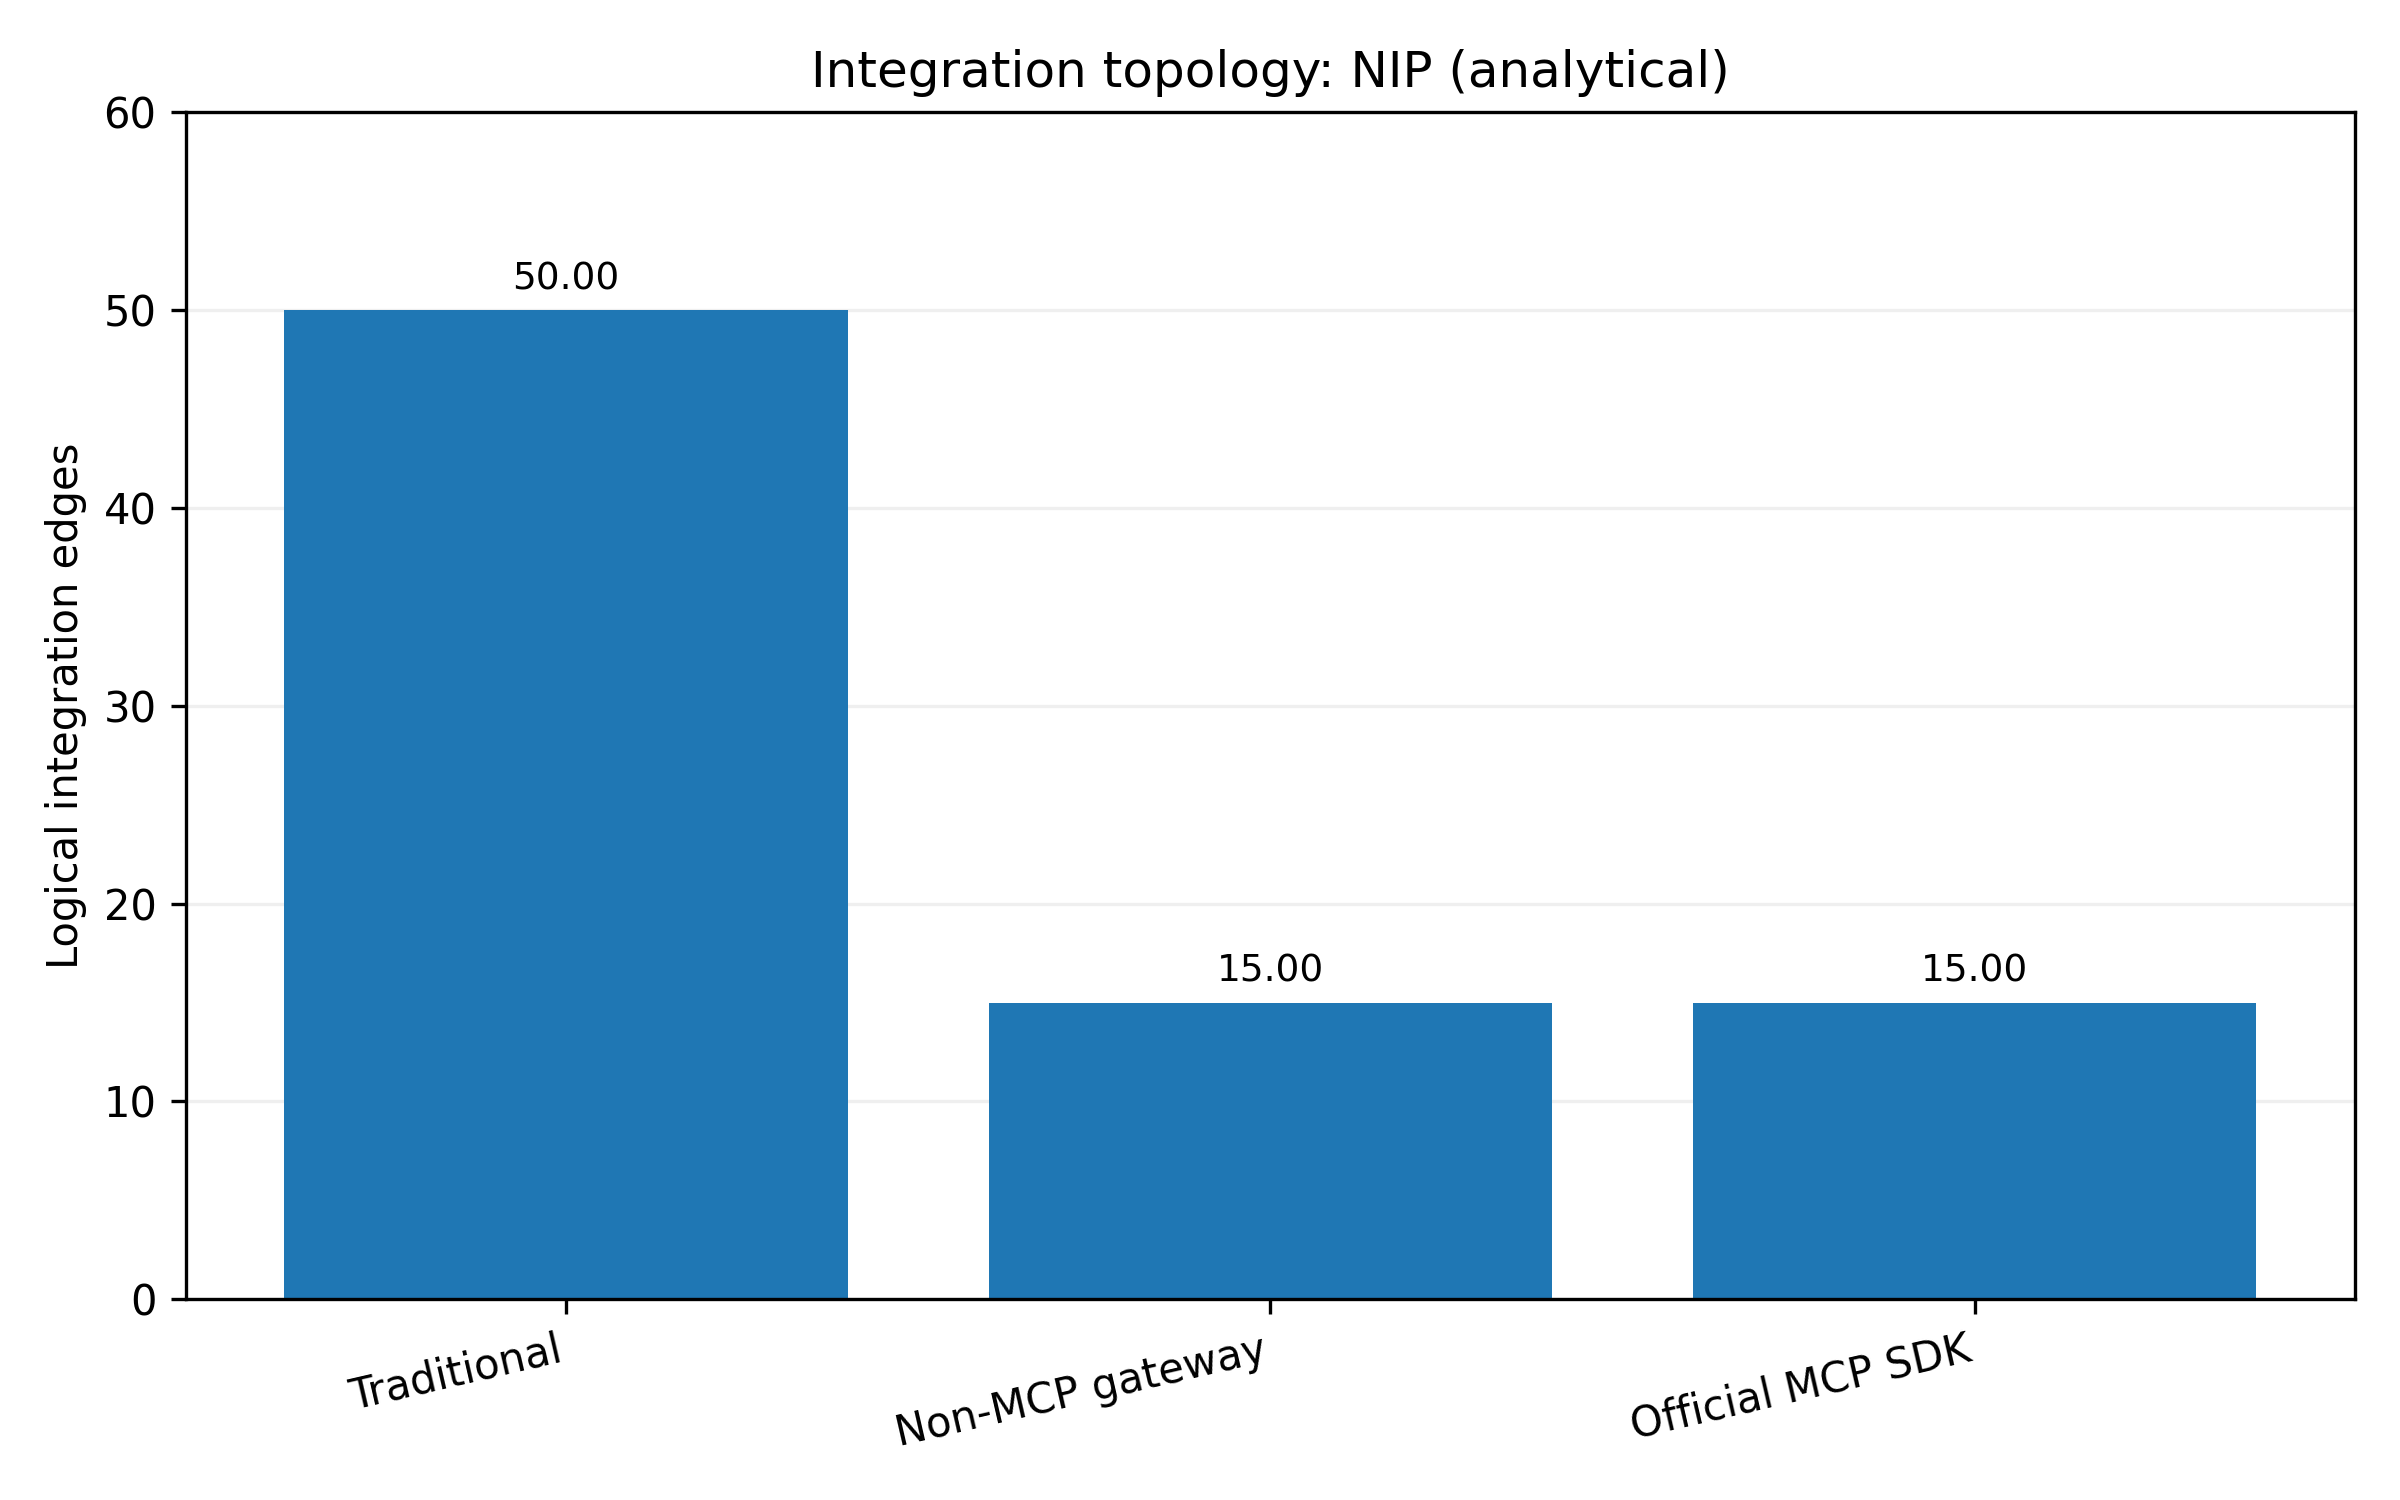 Integration topology: NIP (analytical)
Logical integration edges
60
50
40
30
20
10
0
50.00
15.00
15.00
Traditional
Non-MCP gateway
Official MCP SDK